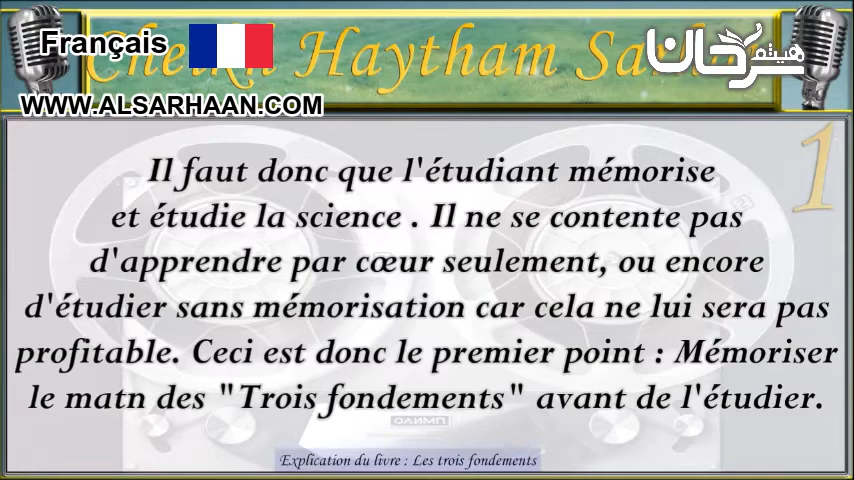 Français
Cheikh Haytham Sarhan
هيثم سرحان
WWW.ALSARHAAN.COM
1
Il faut donc que l'étudiant mémorise
et étudie la science . Il ne se contente pas
d'apprendre par cœur seulement, ou encore
d'étudier sans mémorisation car cela ne lui sera pas
profitable. Ceci est donc le premier point : Mémoriser
le matn des "Trois fondements" avant de l'étudier.
Explication du livre : Les trois fondements